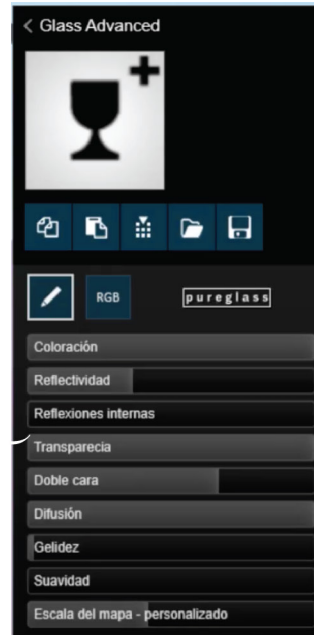 < Glass Advanced
RGB
pureglass
Coloración
Reflectividad
Reflexiones internas
Transparecia
Doble cara
Difusión
Gelidez
Suavidad
Escala del mapa - personalizado